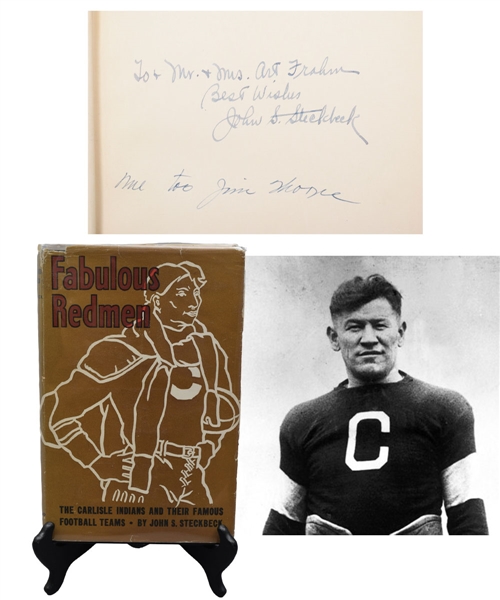 To Mr. & Mrs. Art Frahm
Best Wishes
John S. Steckbeck
me too Jim Thorpe
Fabulous
Redmen
C
THE CARLISLE INDIANS AND THEIR FAMOUS
FOOTBALL TEAMS • BY JOHN S. STECKBECK
C